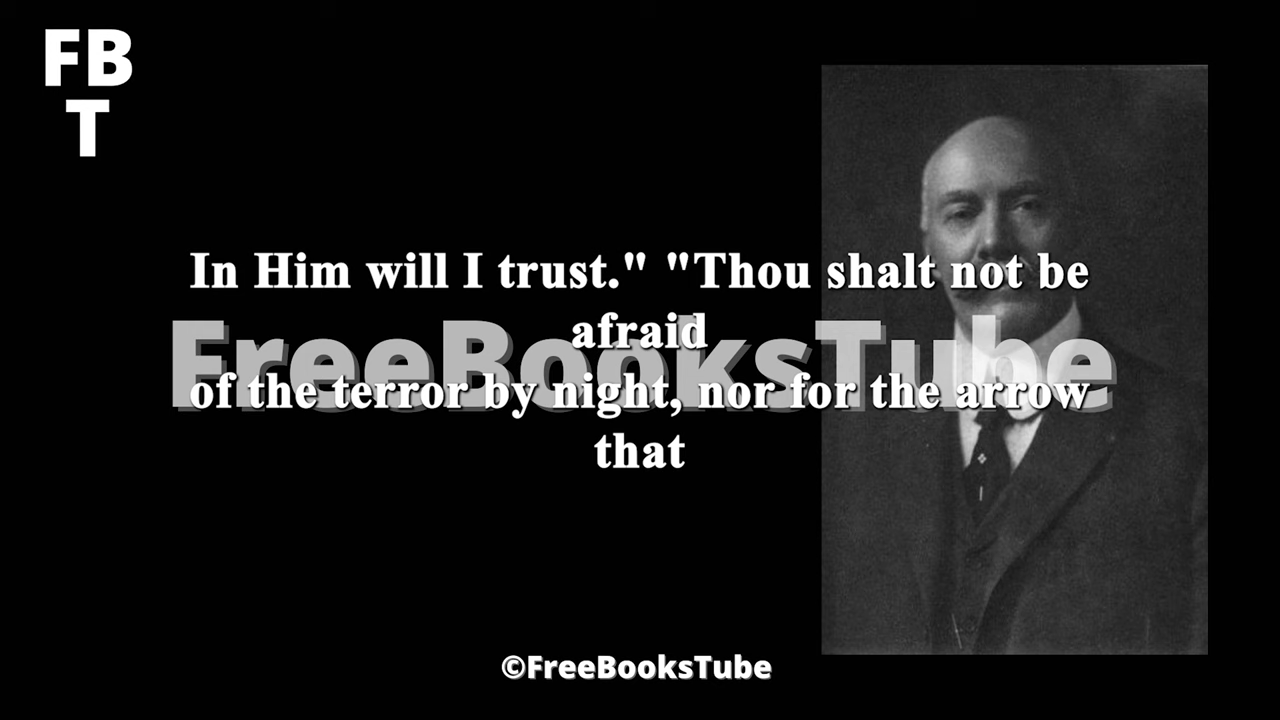 FB
T
In Him will I trust." "Thou shalt not be
afraid
FreeBooksTube
of the terror by night, nor for the arrow
that
©FreeBooksTube